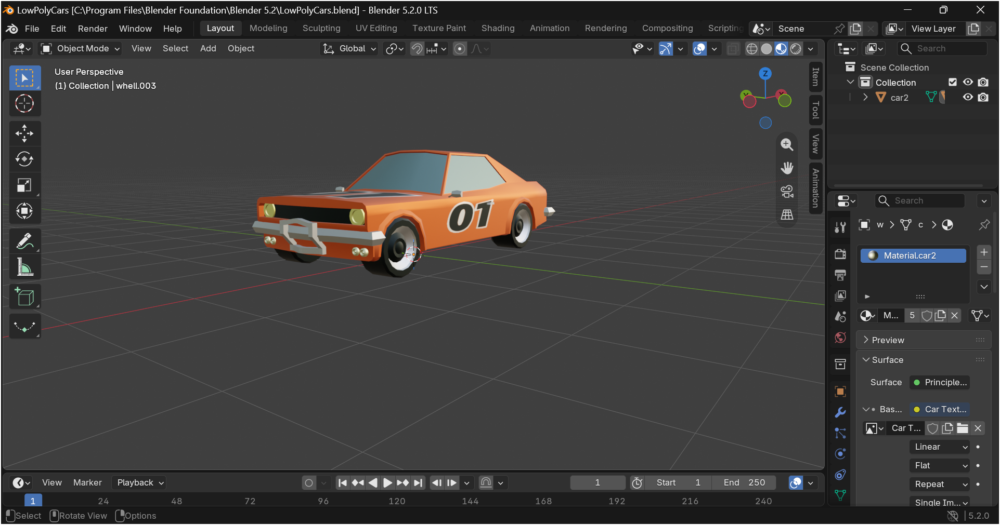 LowPolyCars [C:\Program Files\Blender Foundation\Blender 5.2\LowPolyCars.blend] - Blender 5.2.0 LTS
File Edit Render Window Help Layout Modeling Sculpting UV Editing Texture Paint Shading Animation Rendering Compositing Scripting Scene View Layer
Object Mode View Select Add Object Global Search
User Perspective
(1) Collection | whell.003
Z
Y
X
Item
Tool
View
Animation
01
Scene Collection
Collection
car2
Search
w c
Material.car2
M... 5
Preview
Surface
Surface Principle...
Bas... Car Text...
Car T...
Linear
Flat
Repeat
Single Im...
View Marker Playback 1 Start 1 End 250
1 24 48 72 96 120 144 168 192 216 240
Select Rotate View Options 5.2.0